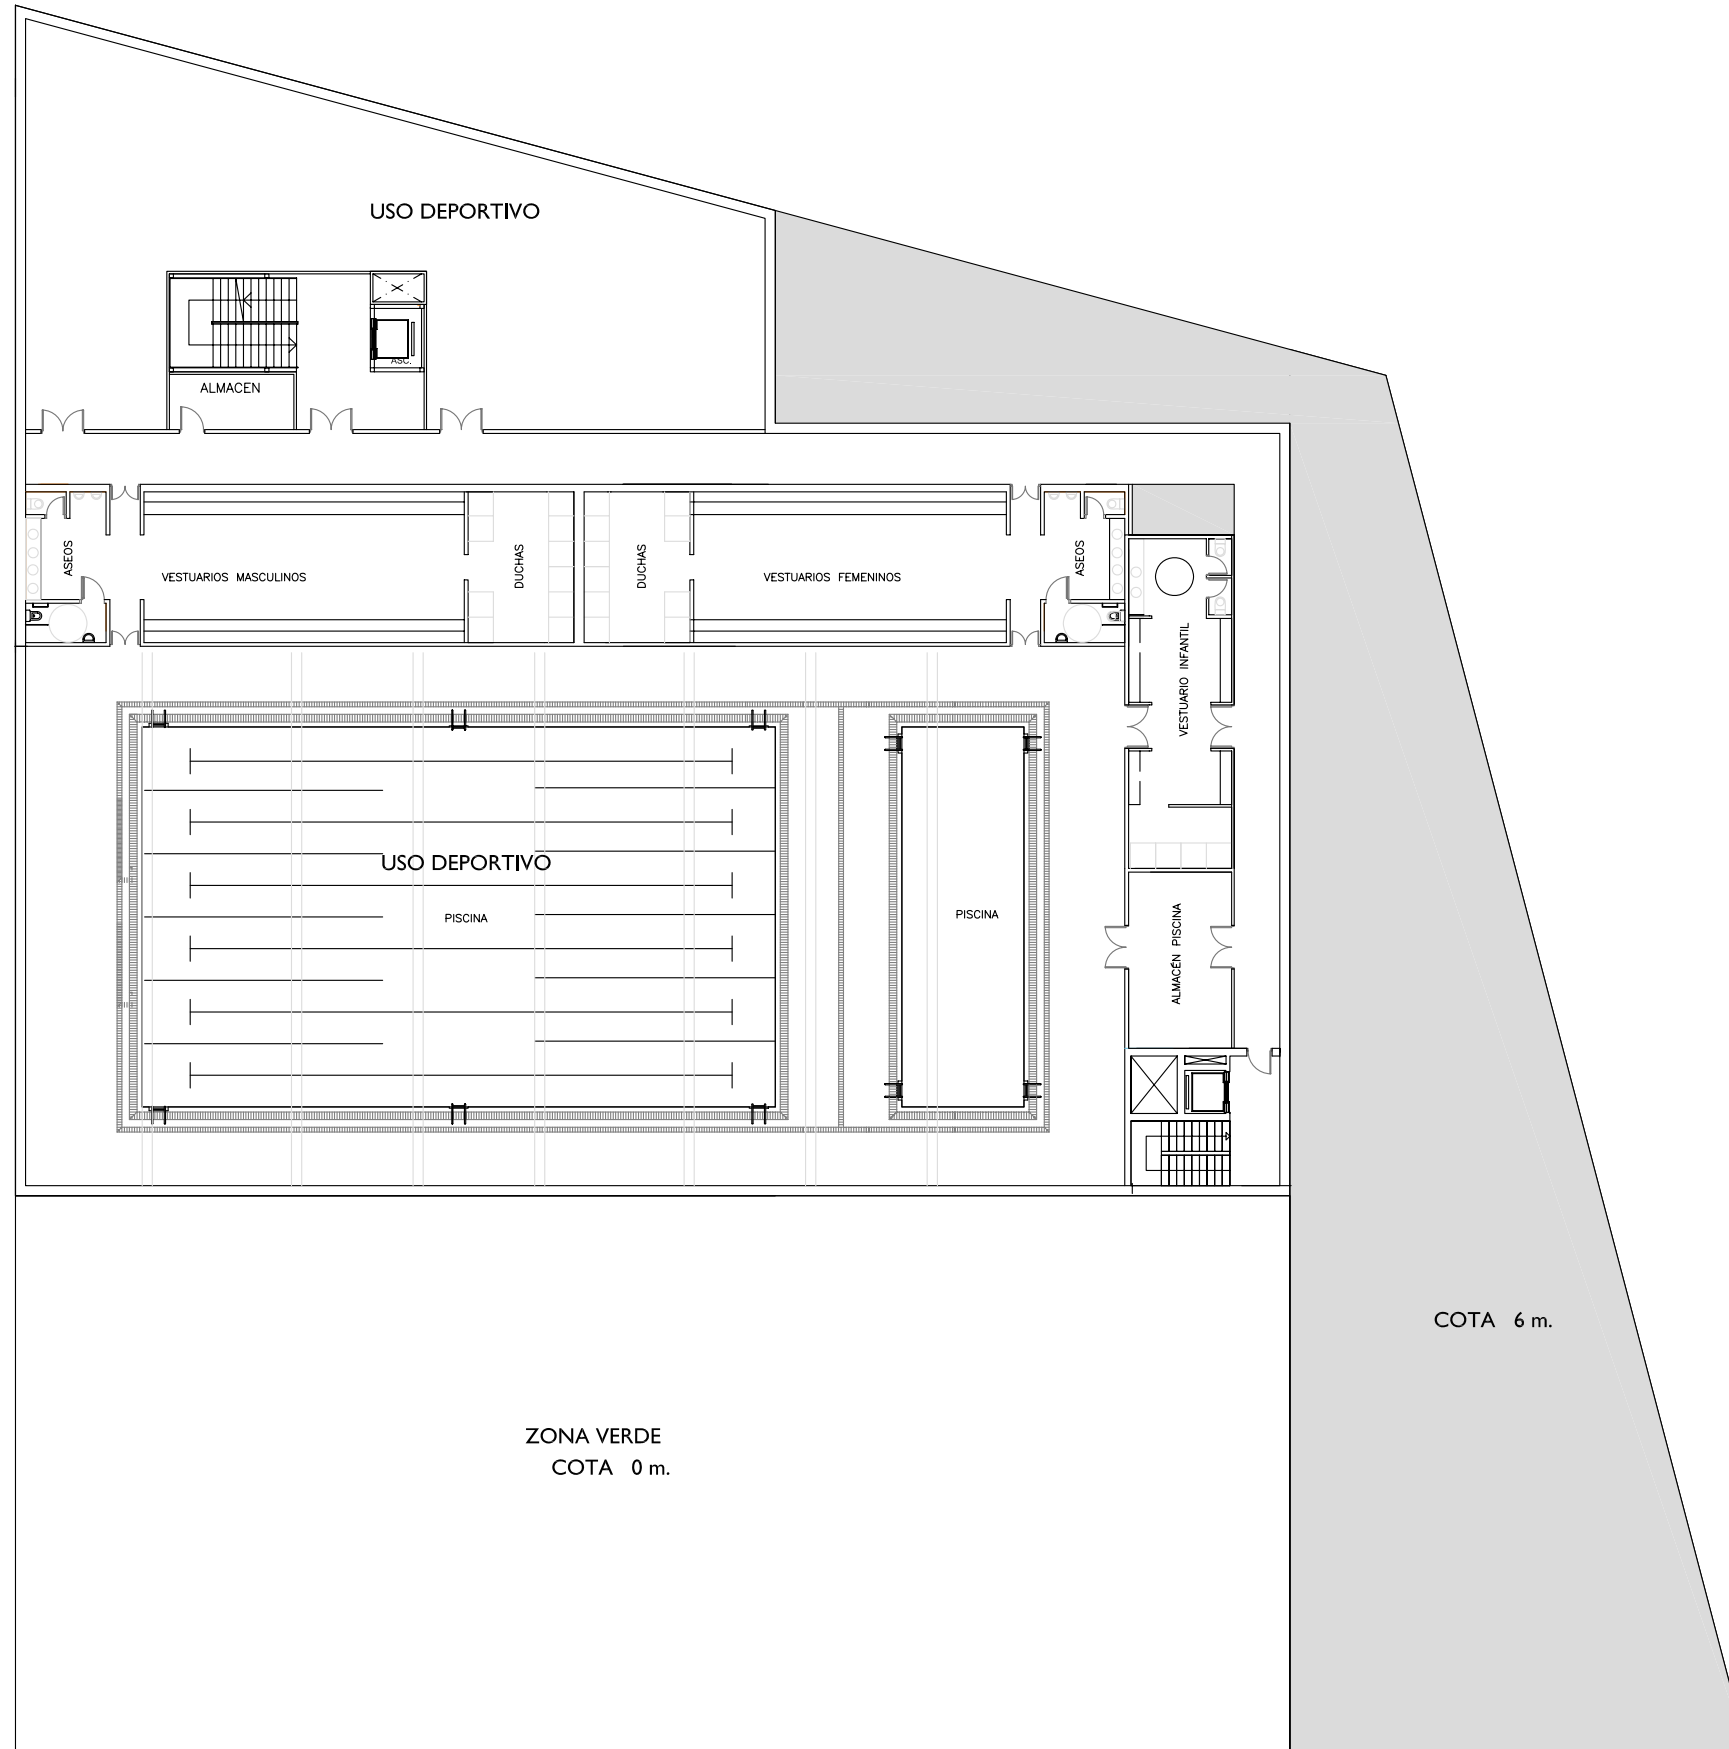 USO DEPORTIVO
ASC.
ALMACEN
ASEOS
VESTUARIOS MASCULINOS
DUCHAS
DUCHAS
VESTUARIOS FEMENINOS
ASEOS
VESTUARIO INFANTIL
USO DEPORTIVO
PISCINA
PISCINA
ALMACÉN PISCINA
COTA 6 m.
ZONA VERDE
COTA 0 m.